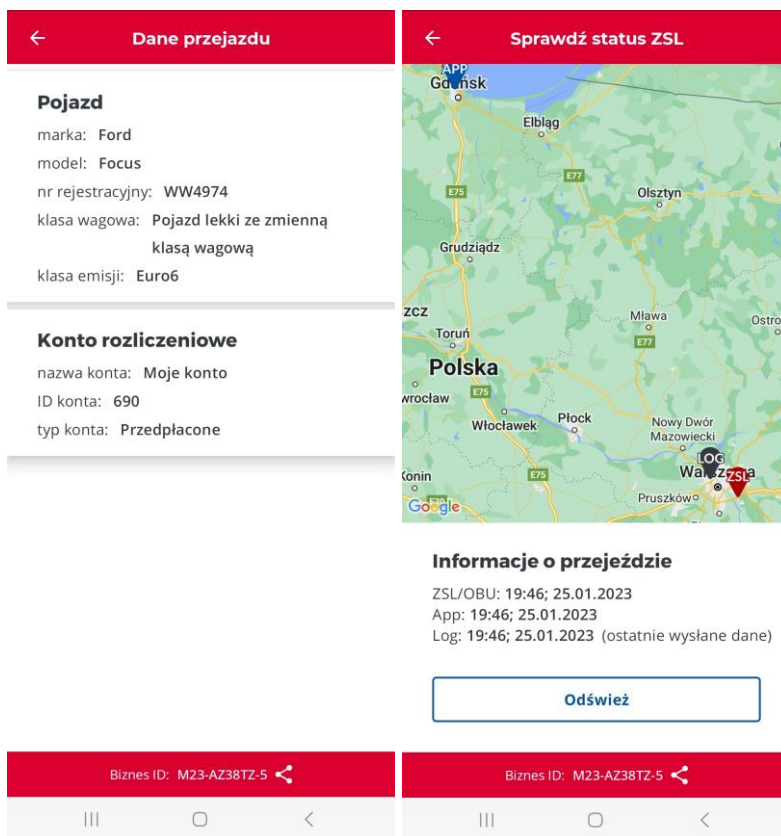 Dane przejazdu
Pojazd
marka: Ford
model: Focus
nr rejestracyjny: WW4974
klasa wagowa: Pojazd lekki ze zmienną
klasą wagową
klasa emisji: Euro6
Konto rozliczeniowe
nazwa konta: Moje konto
ID konta: 690
typ konta: Przedpłacone
Biznes ID: M23-AZ38TZ-5
Sprawdź status ZSL
APP
Gdańsk
Elbląg
E77
E75
Olsztyn
Grudziądz
zcz
Toruń
Mława
Ostro
E77
Polska
wrocław
E75
Włocławek
Płock
Nowy Dwór
Mazowiecki
LOG
Warszawa
ZSL
Konin
E75
Pruszków
Google
Informacje o przejeździe
ZSL/OBU: 19:46; 25.01.2023
App: 19:46; 25.01.2023
Log: 19:46; 25.01.2023 (ostatnie wysłane dane)
Odśwież
Biznes ID: M23-AZ38TZ-5